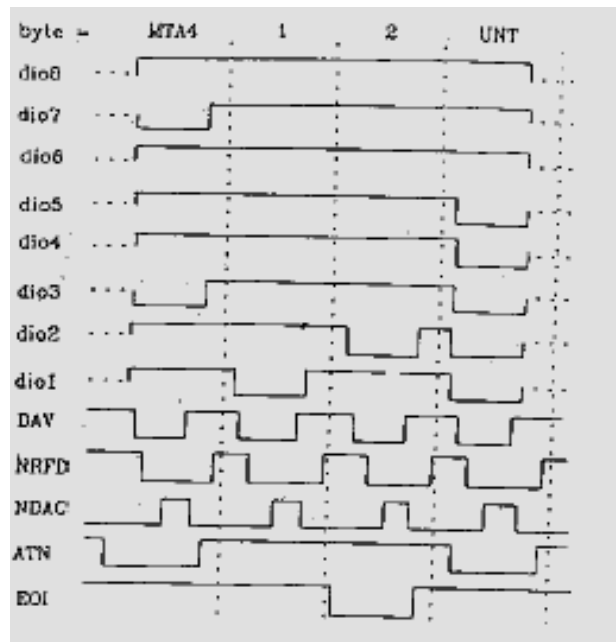 byte = MTA4 1 2 UNT
dio8
dio7
dio6
dio5
dio4
dio3
dio2
dio1
DAV
NRFD
NDAC
ATN
EOI